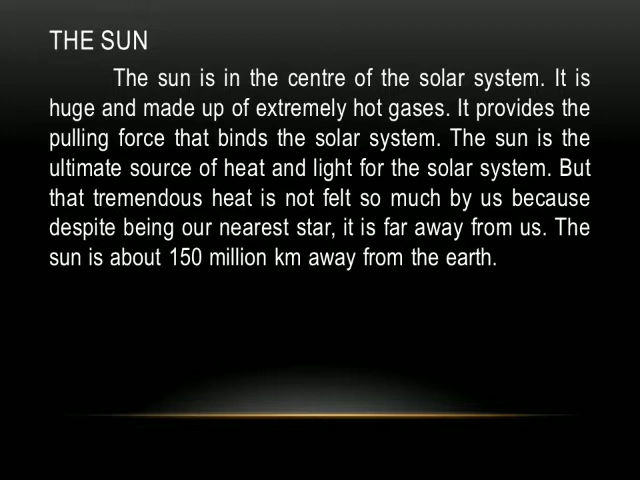 THE SUN
The sun is in the centre of the solar system. It is
huge and made up of extremely hot gases. It provides the
pulling force that binds the solar system. The sun is the
ultimate source of heat and light for the solar system. But
that tremendous heat is not felt so much by us because
despite being our nearest star, it is far away from us. The
sun is about 150 million km away from the earth.